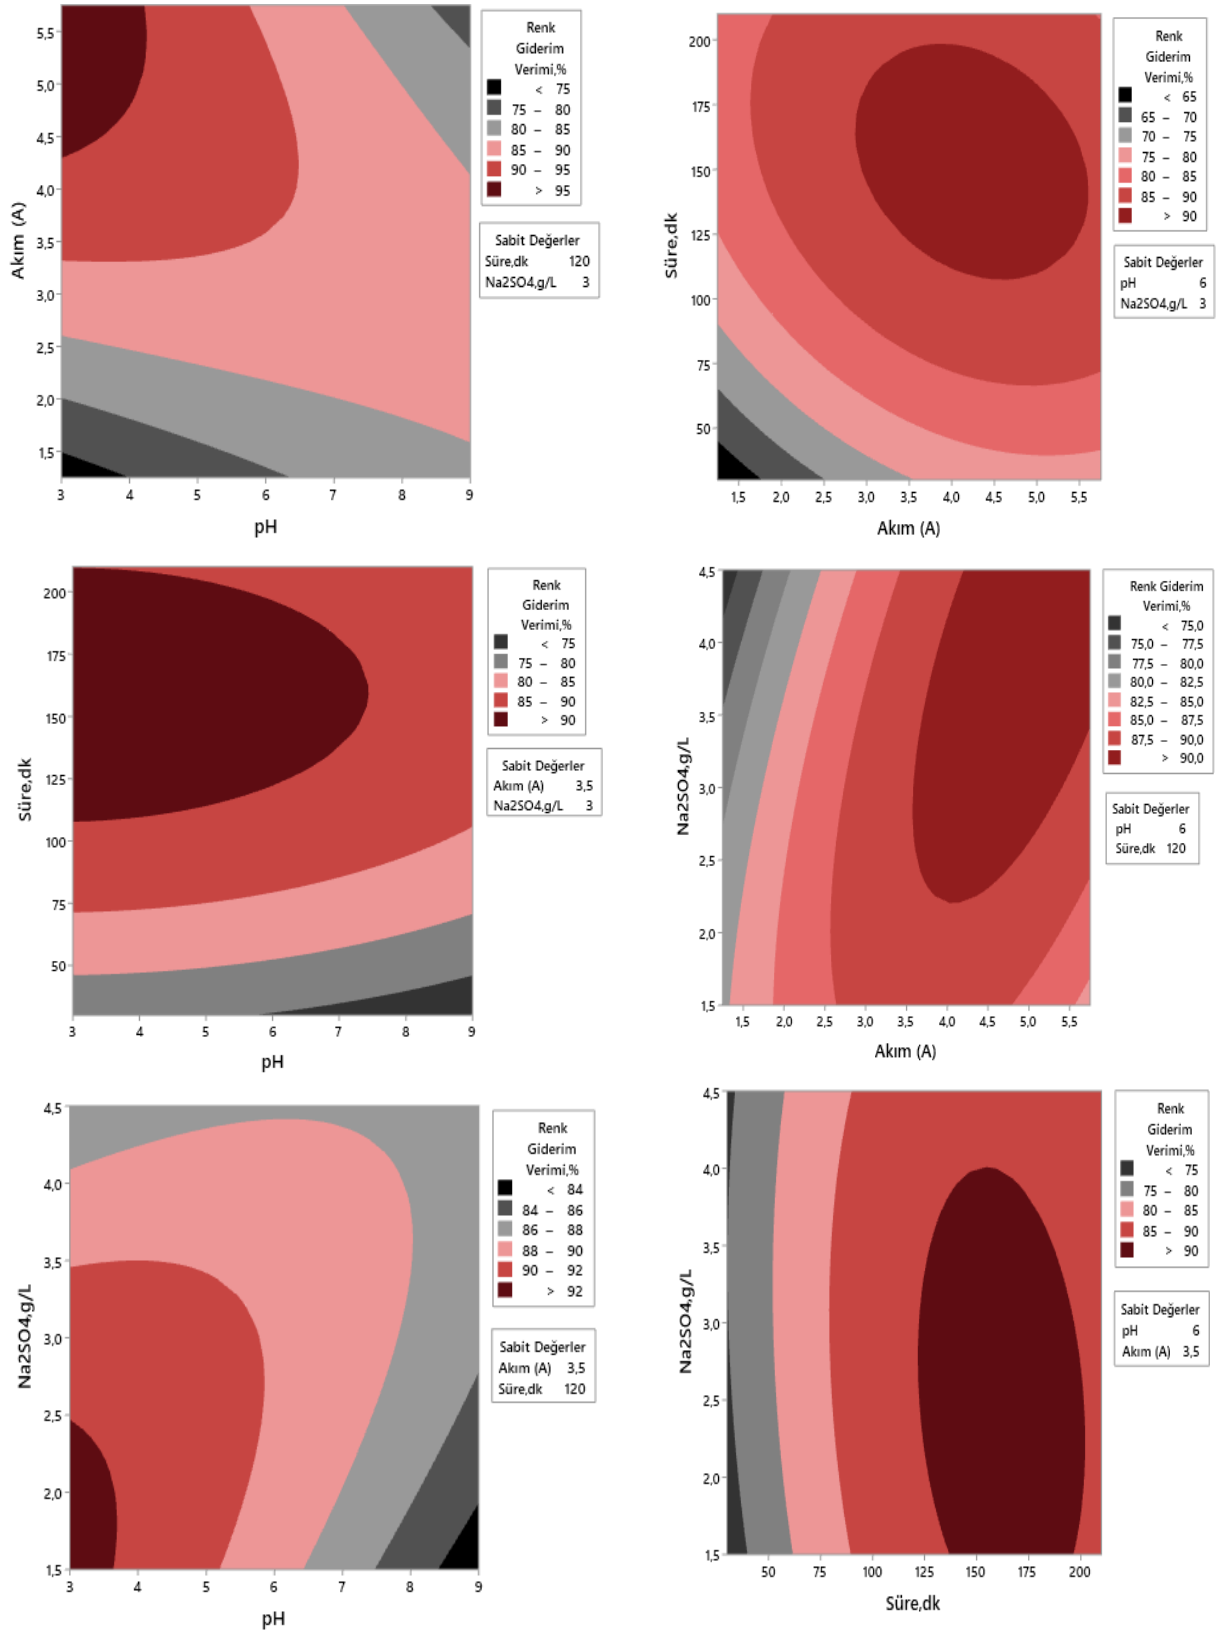 Renk
Giderim
Verimi,%
< 75
75 – 80
80 – 85
85 – 90
90 – 95
> 95
Sabit Değerler
Süre,dk 120
Na2SO4,g/L 3
Akım (A)
5,5
5,0
4,5
4,0
3,5
3,0
2,5
2,0
1,5
3 4 5 6 7 8 9
pH
Renk
Giderim
Verimi,%
< 65
65 – 70
70 – 75
75 – 80
80 – 85
85 – 90
> 90
Sabit Değerler
pH 6
Na2SO4,g/L 3
Süre,dk
200
175
150
125
100
75
50
1,5 2,0 2,5 3,0 3,5 4,0 4,5 5,0 5,5
Akım (A)
Renk
Giderim
Verimi,%
< 75
75 – 80
80 – 85
85 – 90
> 90
Sabit Değerler
Akım (A) 3,5
Na2SO4,g/L 3
Süre,dk
200
175
150
125
100
75
50
3 4 5 6 7 8 9
pH
Renk Giderim
Verimi,%
< 75,0
75,0 – 77,5
77,5 – 80,0
80,0 – 82,5
82,5 – 85,0
85,0 – 87,5
87,5 – 90,0
> 90,0
Sabit Değerler
pH 6
Süre,dk 120
Na2SO4,g/L
4,5
4,0
3,5
3,0
2,5
2,0
1,5
1,5 2,0 2,5 3,0 3,5 4,0 4,5 5,0 5,5
Akım (A)
Renk
Giderim
Verimi,%
< 84
84 – 86
86 – 88
88 – 90
90 – 92
> 92
Sabit Değerler
Akım (A) 3,5
Süre,dk 120
Na2SO4,g/L
4,5
4,0
3,5
3,0
2,5
2,0
1,5
3 4 5 6 7 8 9
pH
Renk
Giderim
Verimi,%
< 75
75 – 80
80 – 85
85 – 90
> 90
Sabit Değerler
pH 6
Akım (A) 3,5
Na2SO4,g/L
4,5
4,0
3,5
3,0
2,5
2,0
1,5
50 75 100 125 150 175 200
Süre,dk